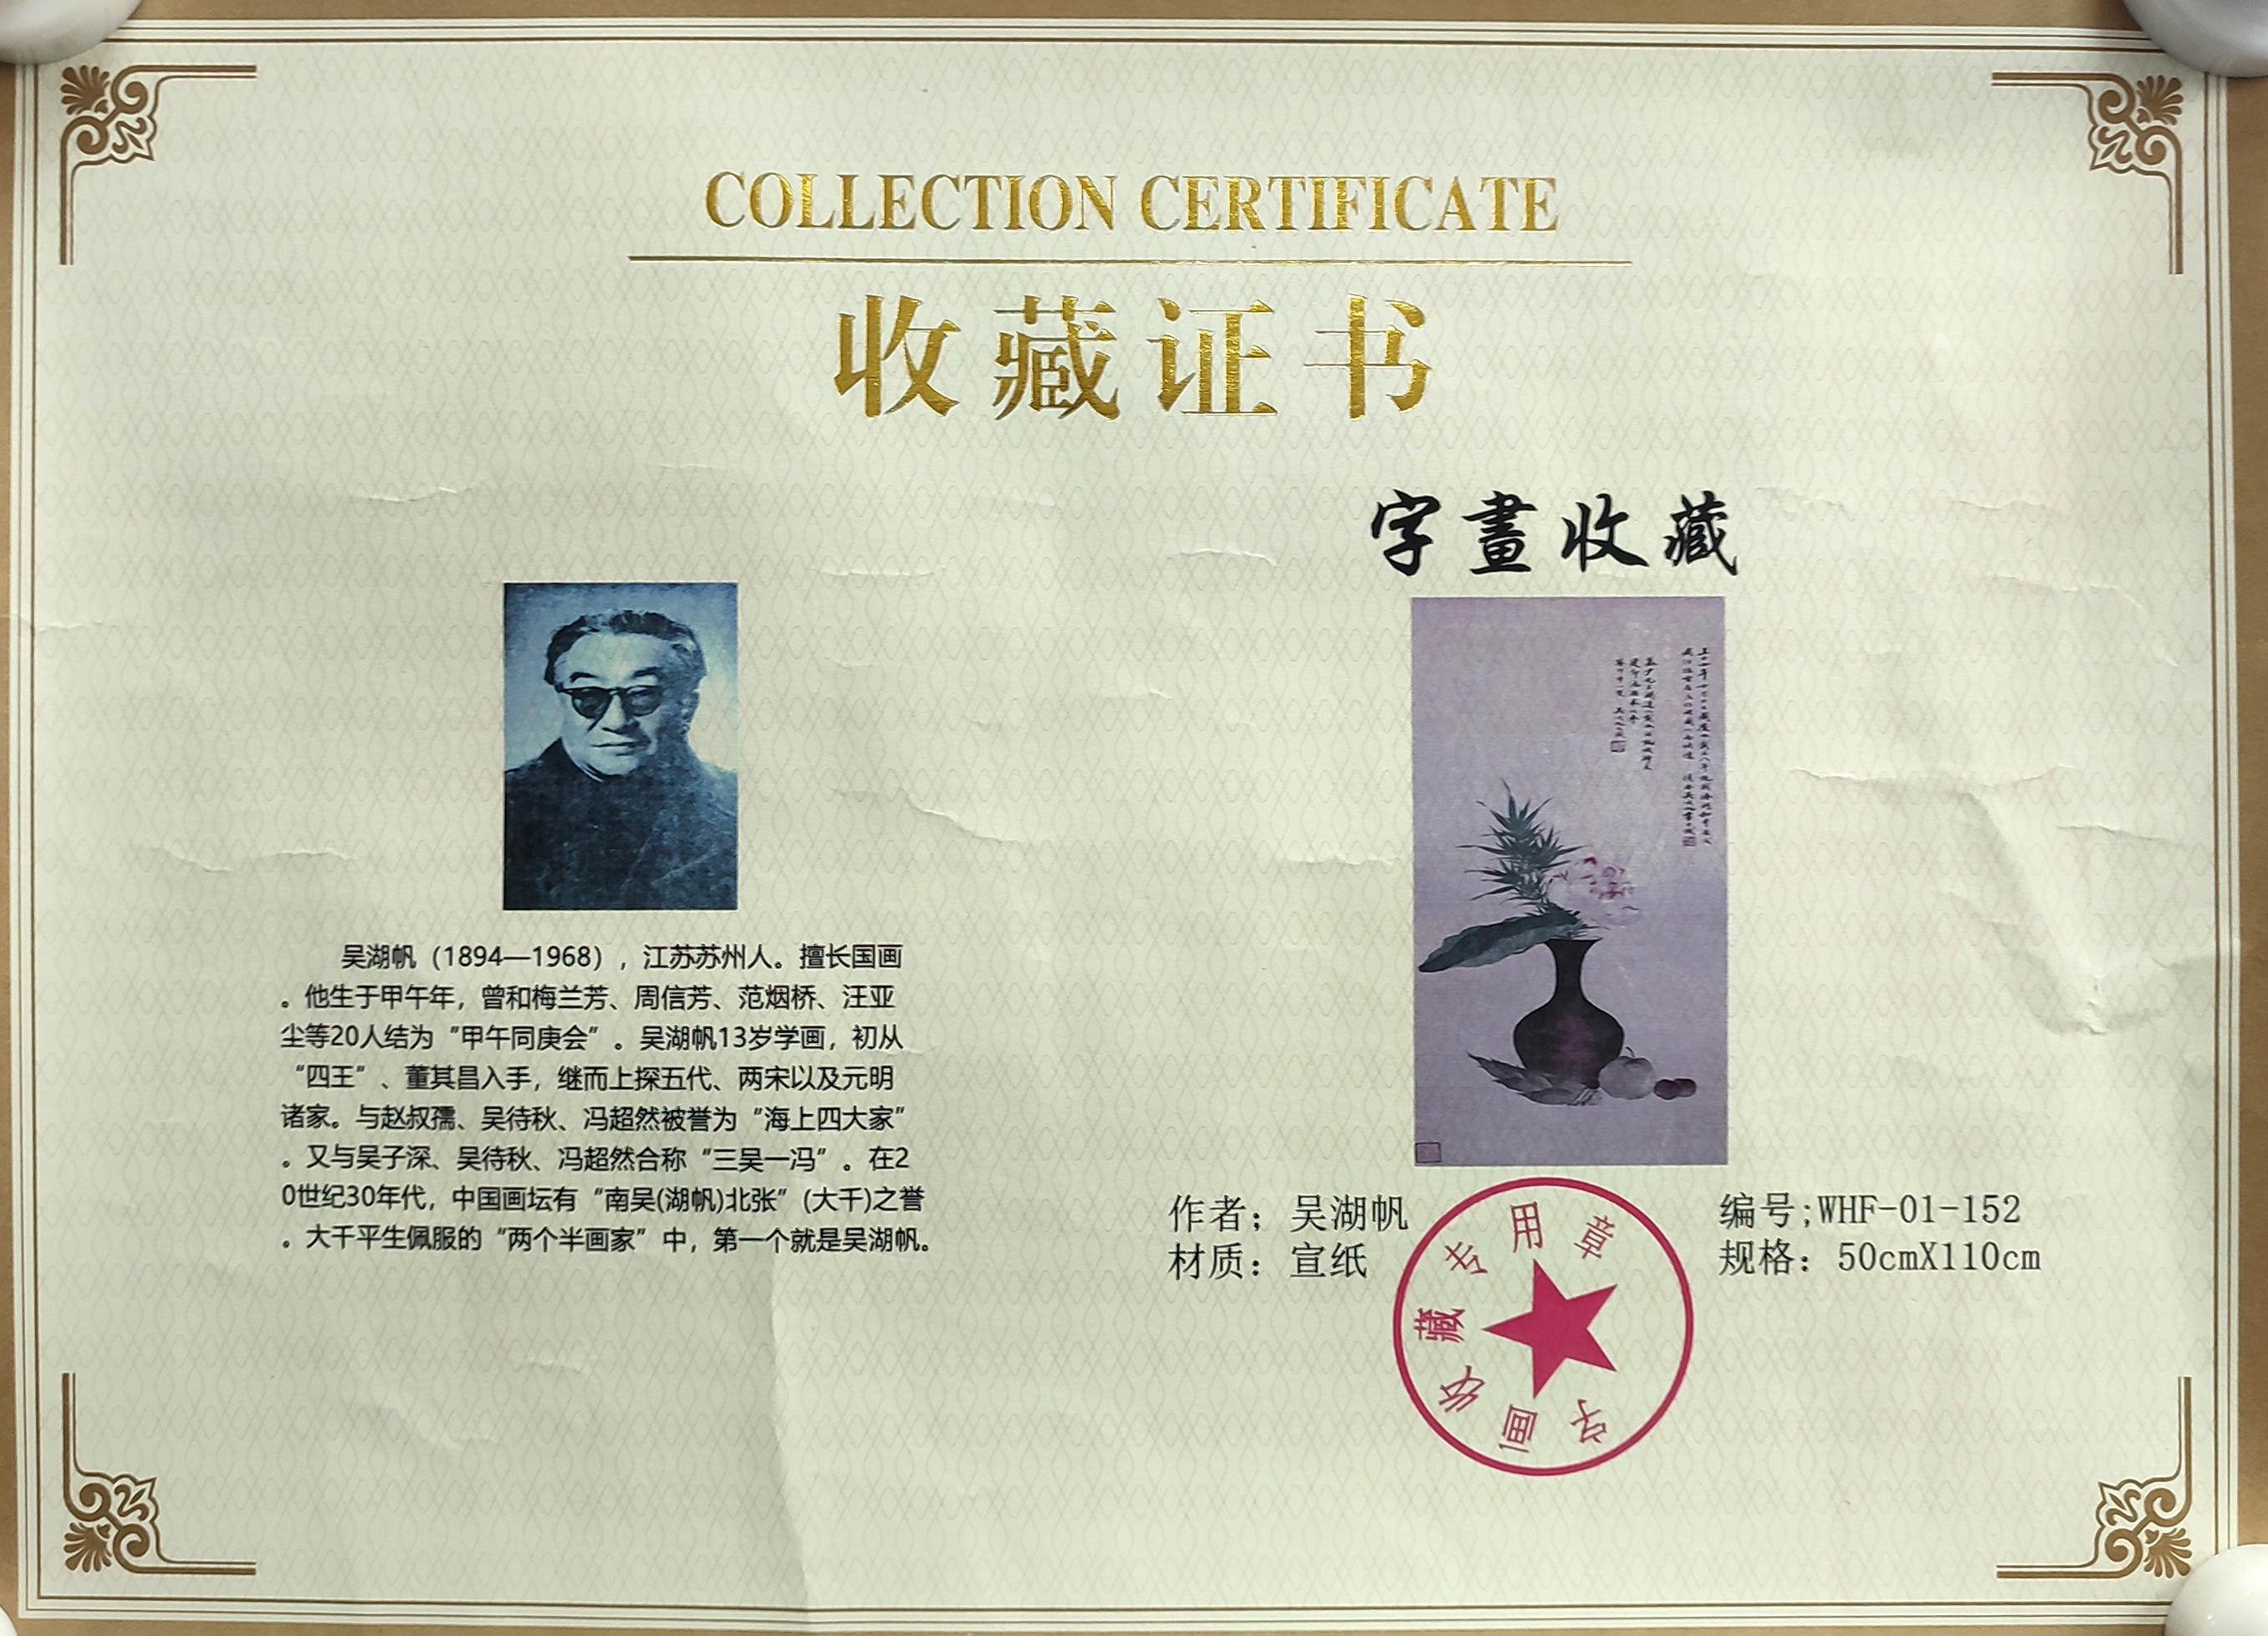 COLLECTION CERTIFICATE
收藏证书
吴湖帆（1894—1968），江苏苏州人。擅长国画
。他生于甲午年，曾和梅兰芳、周信芳、范烟桥、汪亚
尘等20人结为“甲午同庚会”。吴湖帆13岁学画，初从
“四王”、董其昌入手，继而上探五代、两宋以及元明
诸家。与赵叔孺、吴待秋、冯超然被誉为“海上四大家”
。又与吴子深、吴待秋、冯超然合称“三吴一冯”。在2
0世纪30年代，中国画坛有“南吴(湖帆)北张”(大千)之誉
。大千平生佩服的“两个半画家”中，第一个就是吴湖帆。
字畫收藏
作者；吴湖帆
材质：宣纸
编号;WHF-01-152
规格：50cmX110cm
字画收藏专用章